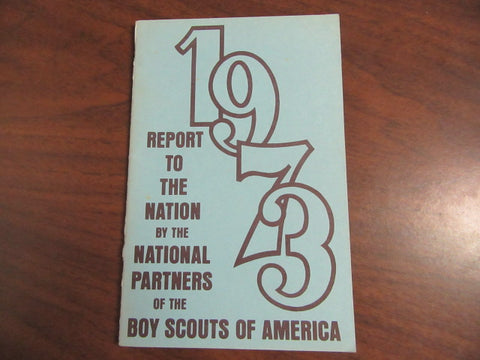 1973
REPORT
TO
THE
NATION
BY THE
NATIONAL
PARTNERS
OF THE
BOY SCOUTS OF AMERICA